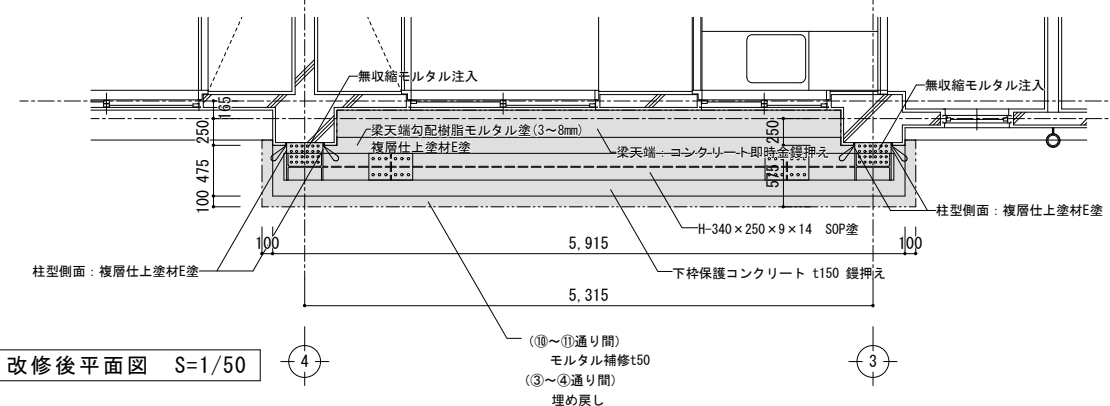 無収縮モルタル注入
無収縮モルタル注入
165
250
475
100
梁天端勾配樹脂モルタル塗(3~8mm)
複層仕上塗材E塗
梁天端：コンクリート即時金鏝押え
250
575
柱型側面：複層仕上塗材E塗
H-340×250×9×14 SOP塗
100
5,915
100
柱型側面：複層仕上塗材E塗
下枠保護コンクリート t150 鏝押え
5,315
(⑩~⑪通り間)
モルタル補修t50
(③~④通り間)
埋め戻し
改修後平面図 S=1/50
4
3